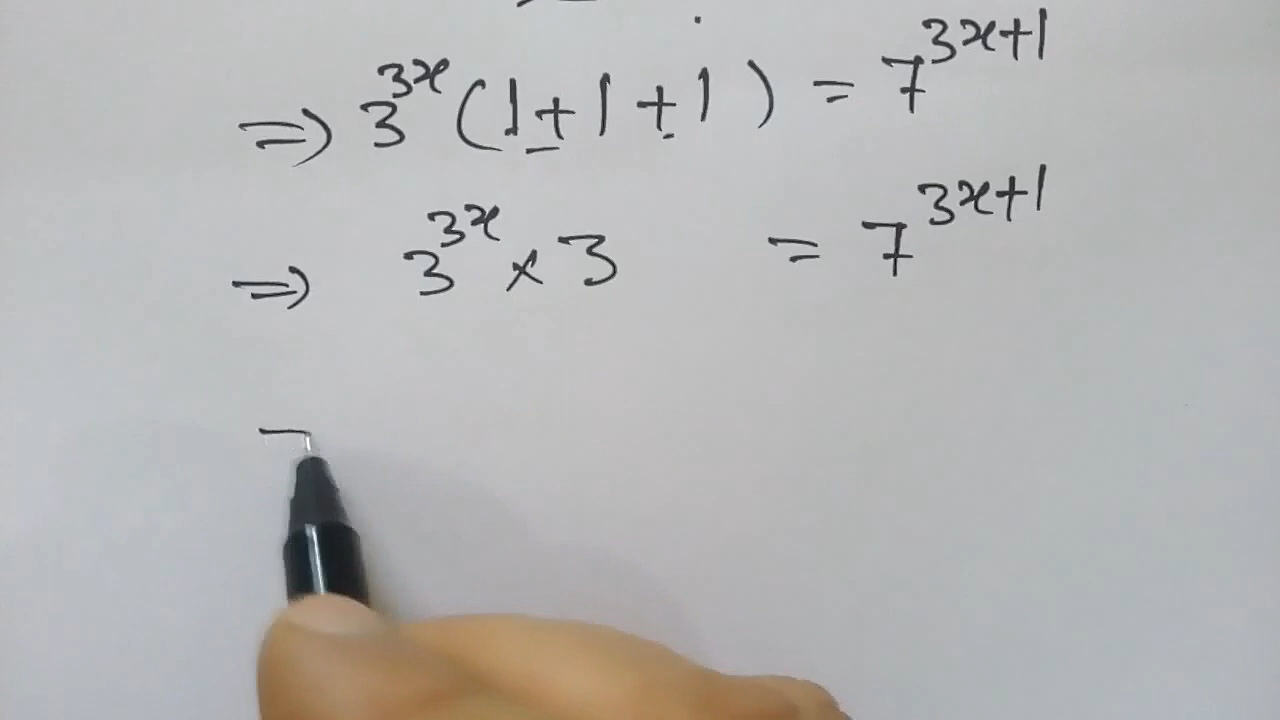 ⇒ 3^{3x} (1 + 1 + 1) = 7^{3x+1}
⇒ 3^{3x} × 3 = 7^{3x+1}